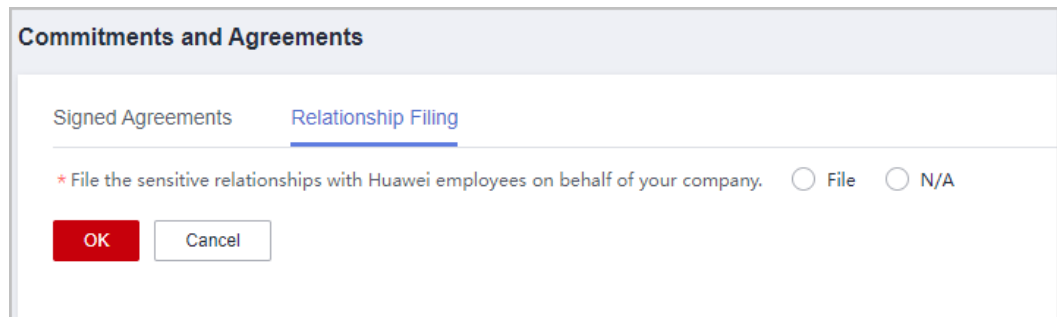 Commitments and Agreements
Signed Agreements Relationship Filing
* File the sensitive relationships with Huawei employees on behalf of your company. File N/A
OK Cancel